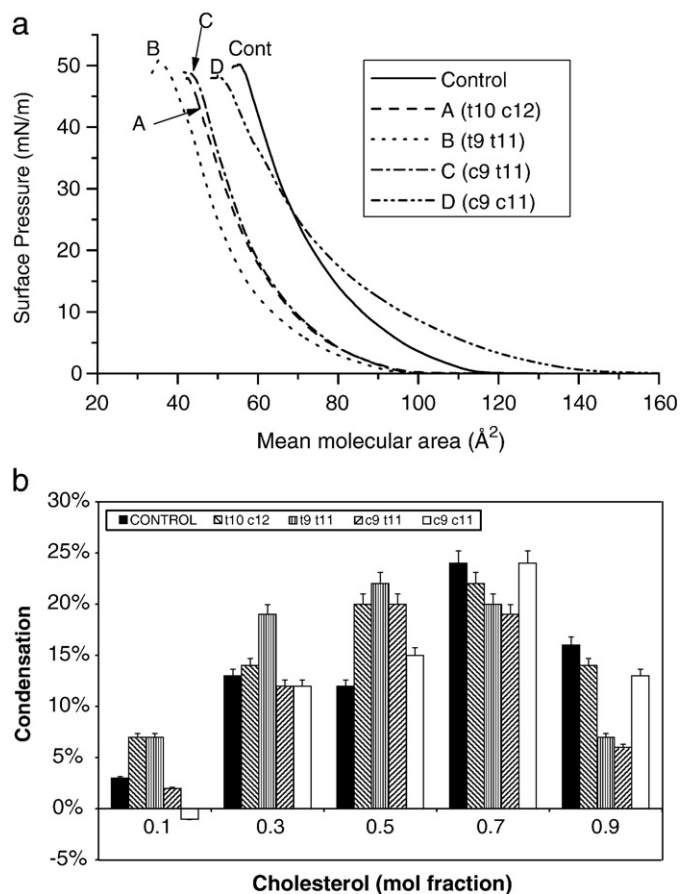 a
C
B
D
Cont
A
Control
A (t10 c12)
B (t9 t11)
C (c9 t11)
D (c9 c11)
50
40
30
20
10
0
Surface Pressure (mN/m)
20 40 60 80 100 120 140 160
Mean molecular area (Å²)
b
30%
25%
20%
15%
10%
5%
0%
-5%
Condensation
CONTROL t10 c12 t9 t11 c9 t11 c9 c11
0.1 0.3 0.5 0.7 0.9
Cholesterol (mol fraction)